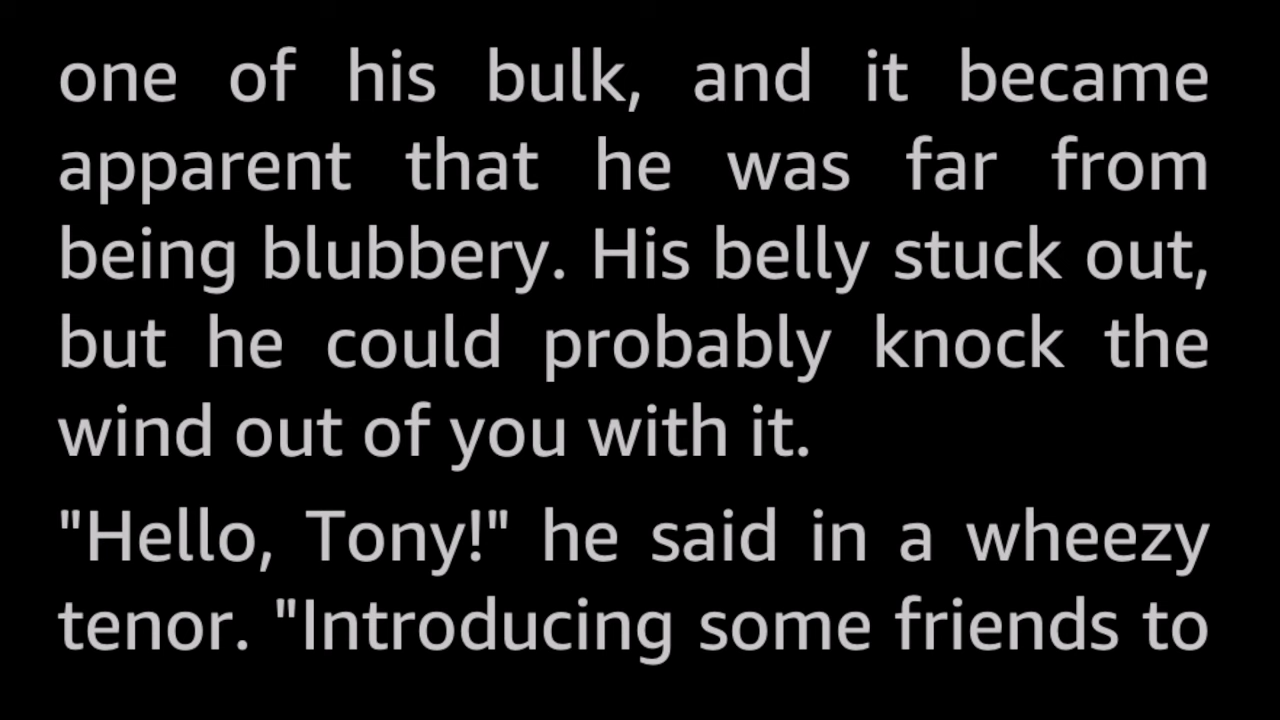 one of his bulk, and it became
apparent that he was far from
being blubbery. His belly stuck out,
but he could probably knock the
wind out of you with it.
"Hello, Tony!" he said in a wheezy
tenor. "Introducing some friends to